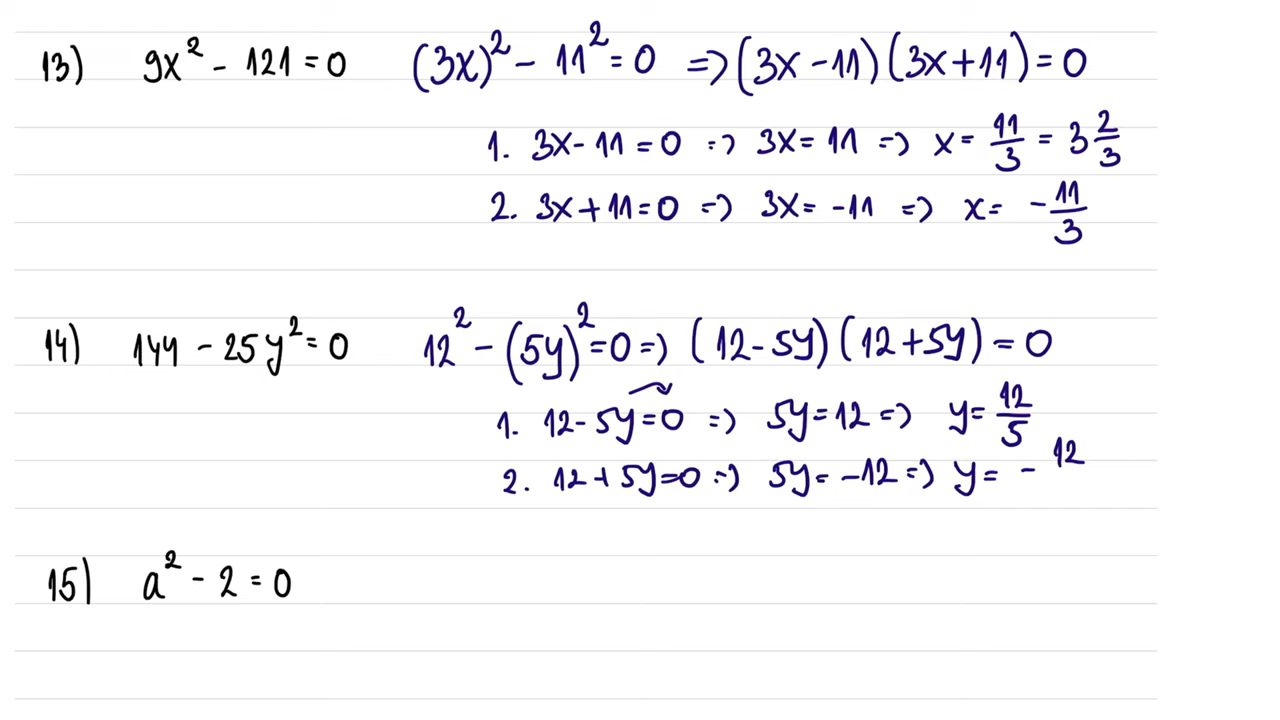 13) 9x² - 121 = 0 (3x)² - 11² = 0 => (3x - 11)(3x + 11) = 0
1. 3x - 11 = 0 => 3x = 11 => x = 11/3 = 3 2/3
2. 3x + 11 = 0 => 3x = -11 => x = - 11/3
14) 144 - 25y² = 0 12² - (5y)² = 0 => (12 - 5y)(12 + 5y) = 0
1. 12 - 5y = 0 => 5y = 12 => y = 12/5
2. 12 + 5y = 0 => 5y = -12 => y = - 12
15) a² - 2 = 0